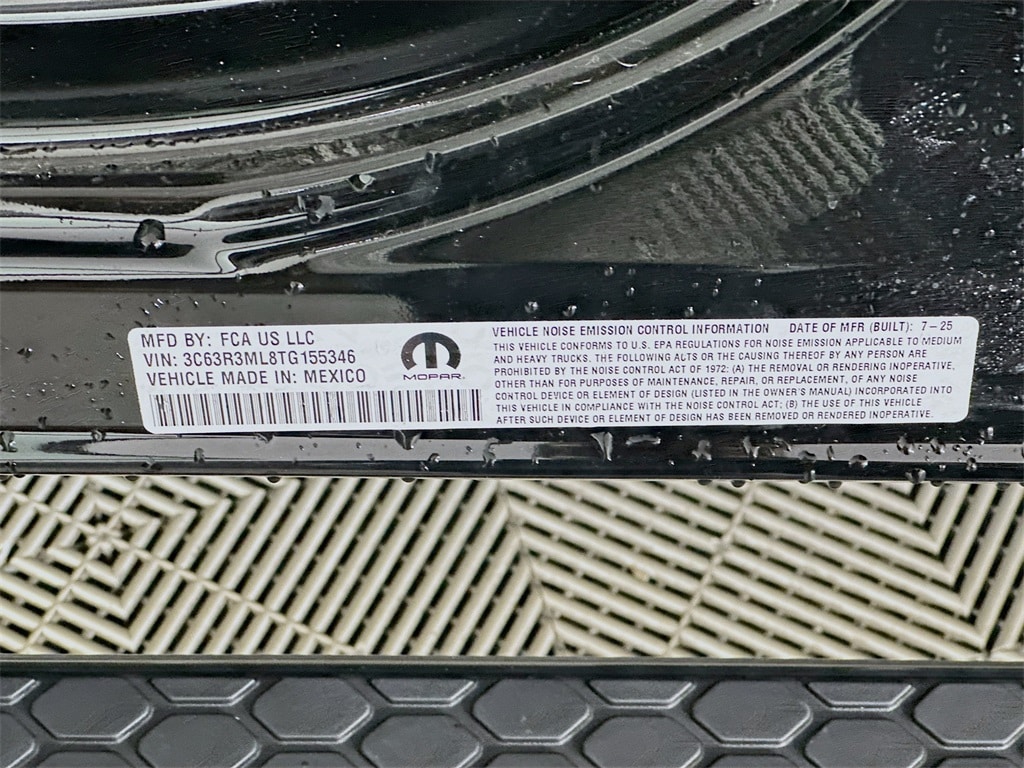 MFD BY: FCA US LLC
VIN: 3C63R3ML8TG155346
VEHICLE MADE IN: MEXICO
MOPAR
VEHICLE NOISE EMISSION CONTROL INFORMATION DATE OF MFR (BUILT): 7-25
THIS VEHICLE CONFORMS TO U.S. EPA REGULATIONS FOR NOISE EMISSION APPLICABLE TO MEDIUM
AND HEAVY TRUCKS. THE FOLLOWING ACTS OR THE CAUSING THEREOF BY ANY PERSON ARE
PROHIBITED BY THE NOISE CONTROL ACT OF 1972: (A) THE REMOVAL OR RENDERING INOPERATIVE,
OTHER THAN FOR PURPOSES OF MAINTENANCE, REPAIR, OR REPLACEMENT, OF ANY NOISE
CONTROL DEVICE OR ELEMENT OF DESIGN (LISTED IN THE OWNER'S MANUAL) INCORPORATED INTO
THIS VEHICLE IN COMPLIANCE WITH THE NOISE CONTROL ACT; (B) THE USE OF THIS VEHICLE
AFTER SUCH DEVICE OR ELEMENT OF DESIGN HAS BEEN REMOVED OR RENDERED INOPERATIVE.